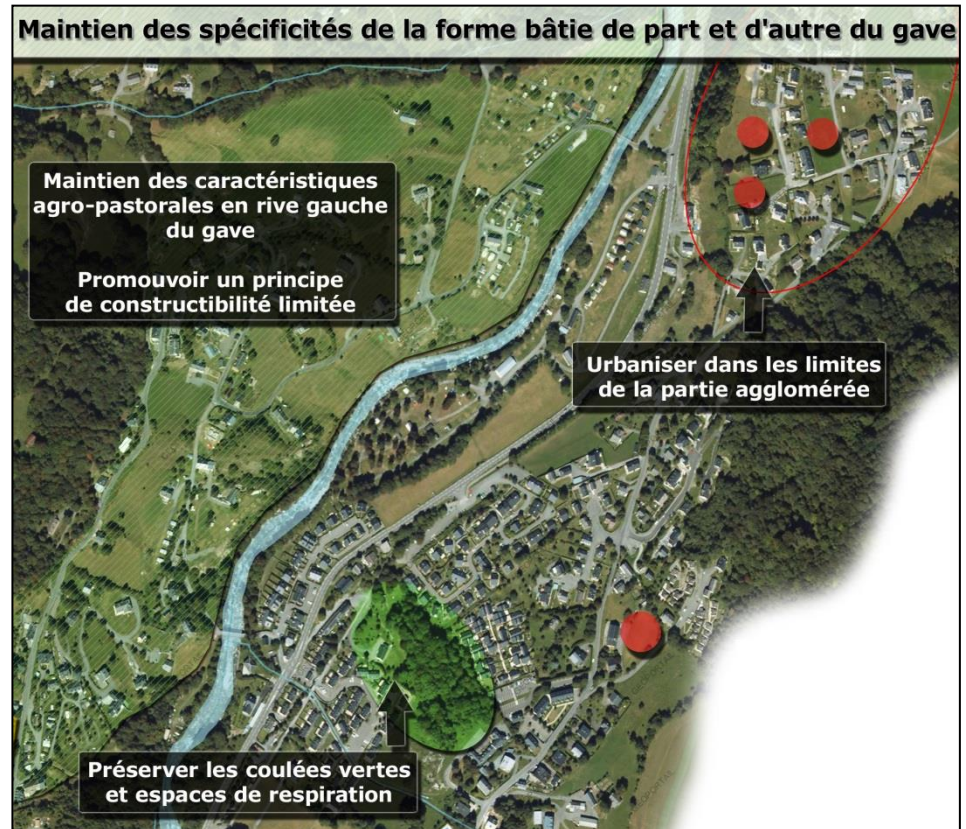 Maintien des spécificités de la forme bâtie de part et d'autre du gave
Maintien des caractéristiques
agro-pastorales en rive gauche
du gave
Promouvoir un principe
de constructibilité limitée
Urbaniser dans les limites
de la partie agglomérée
Préserver les coulées vertes
et espaces de respiration